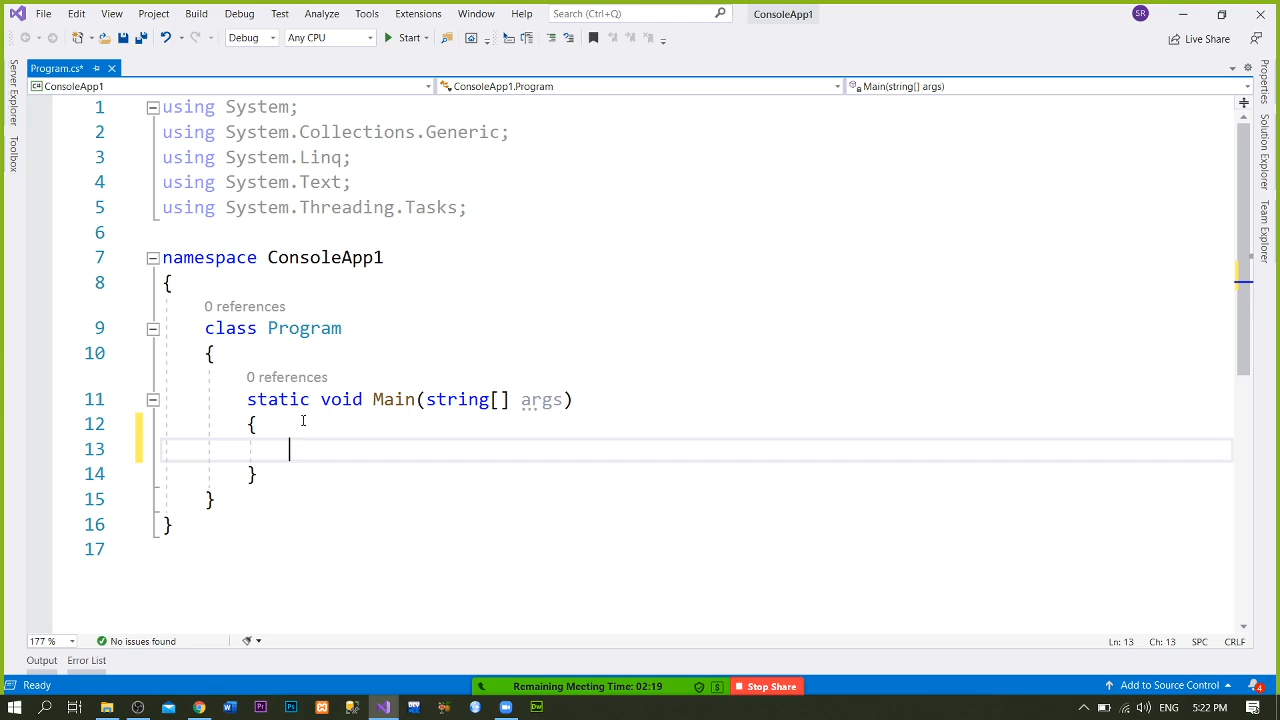 File Edit View Project Build Debug Test Analyze Tools Extensions Window Help Search (Ctrl+Q) ConsoleApp1 SR
Debug Any CPU Start Live Share
Program.cs*
ConsoleApp1 ConsoleApp1.Program Main(string[] args)
Server Explorer
Toolbox
Properties
Solution Explorer
Team Explorer
1 using System;
2 using System.Collections.Generic;
3 using System.Linq;
4 using System.Text;
5 using System.Threading.Tasks;
6
7 namespace ConsoleApp1
8 {
0 references
9 class Program
10 {
0 references
11 static void Main(string[] args)
12 {
13
14 }
15 }
16 }
17
177 % No issues found Ln: 13 Ch: 13 SPC CRLF
Output Error List
Ready Remaining Meeting Time: 02:19 Stop Share Add to Source Control 4
ENG 5:22 PM